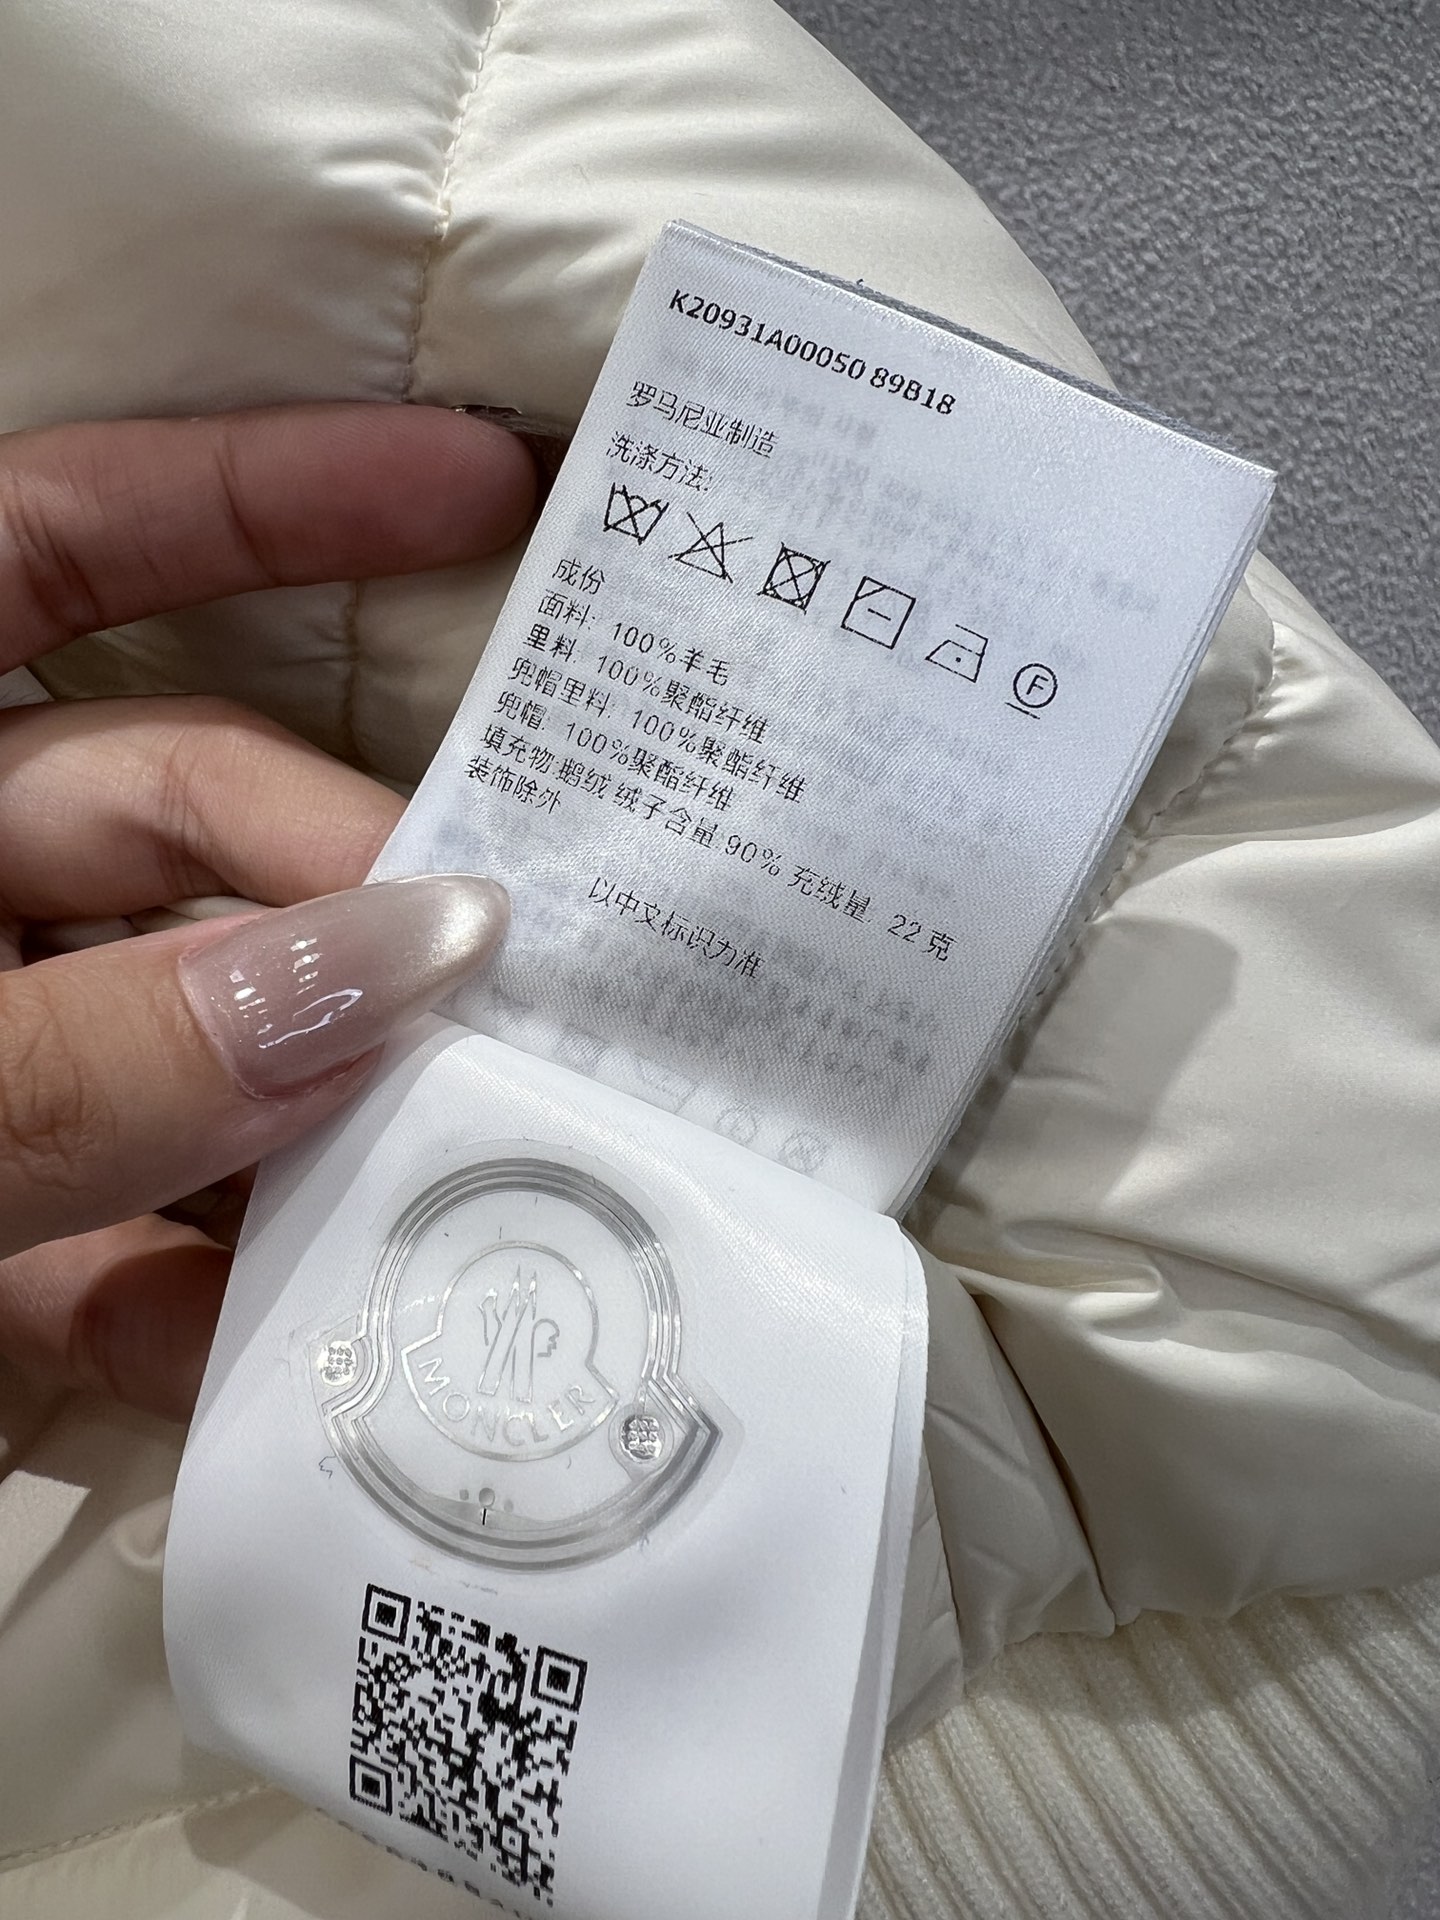 K20931A00050 89B18
罗马尼亚制造
洗涤方法:
成份
面料: 100%羊毛
里料: 100%聚酯纤维
兜帽里料: 100%聚酯纤维
兜帽: 100%聚酯纤维
填充物:鹅绒 绒子含量:90% 充绒量: 22克
装饰除外
以中文标识为准
F
MONCLER